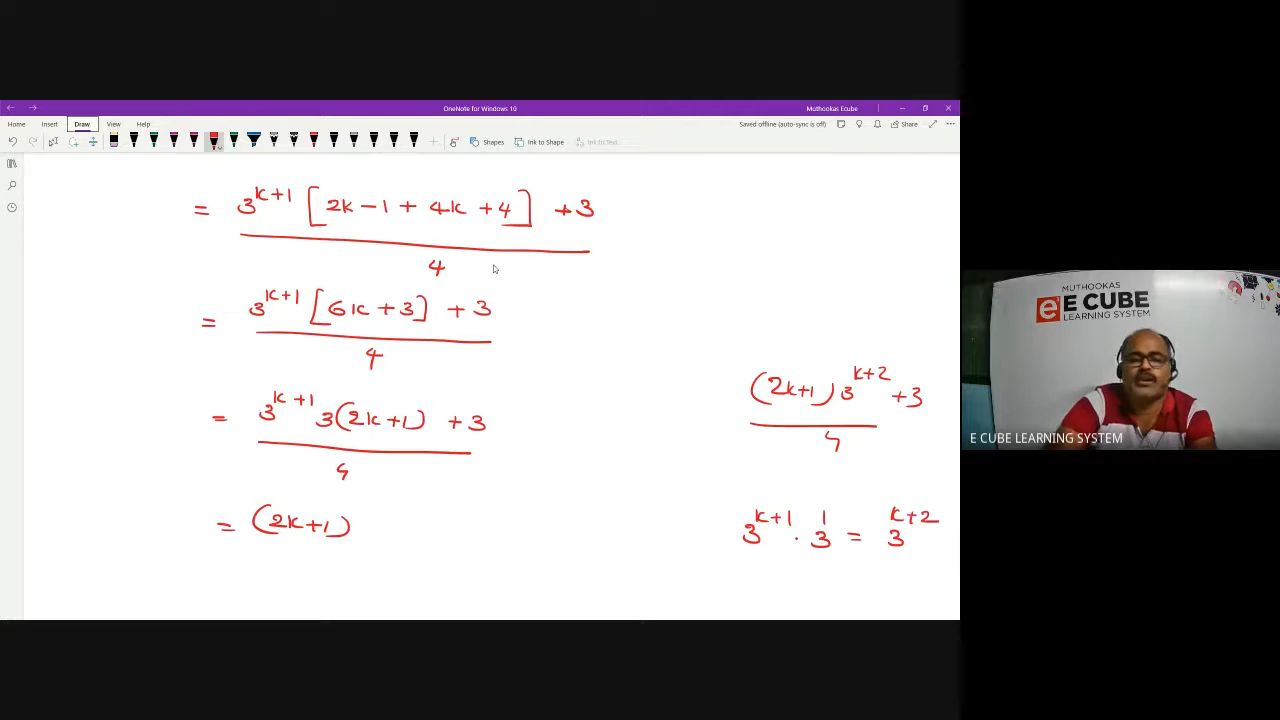 OneNote for Windows 10
Muthookas Ecube
Home Insert Draw View Help
Saved offline (auto-sync is off) Share
Shapes Ink to Shape Ink to Text
= 3^{k+1} [2k - 1 + 4k + 4] + 3
4
= 3^{k+1} [6k + 3] + 3
4
= 3^{k+1} 3(2k+1) + 3
4
= (2k+1)
(2k+1) 3^{k+2} + 3
4
3^{k+1} . 3^1 = 3^{k+2}
MUTHOOKAS
e E CUBE
LEARNING SYSTEM
E CUBE LEARNING SYSTEM